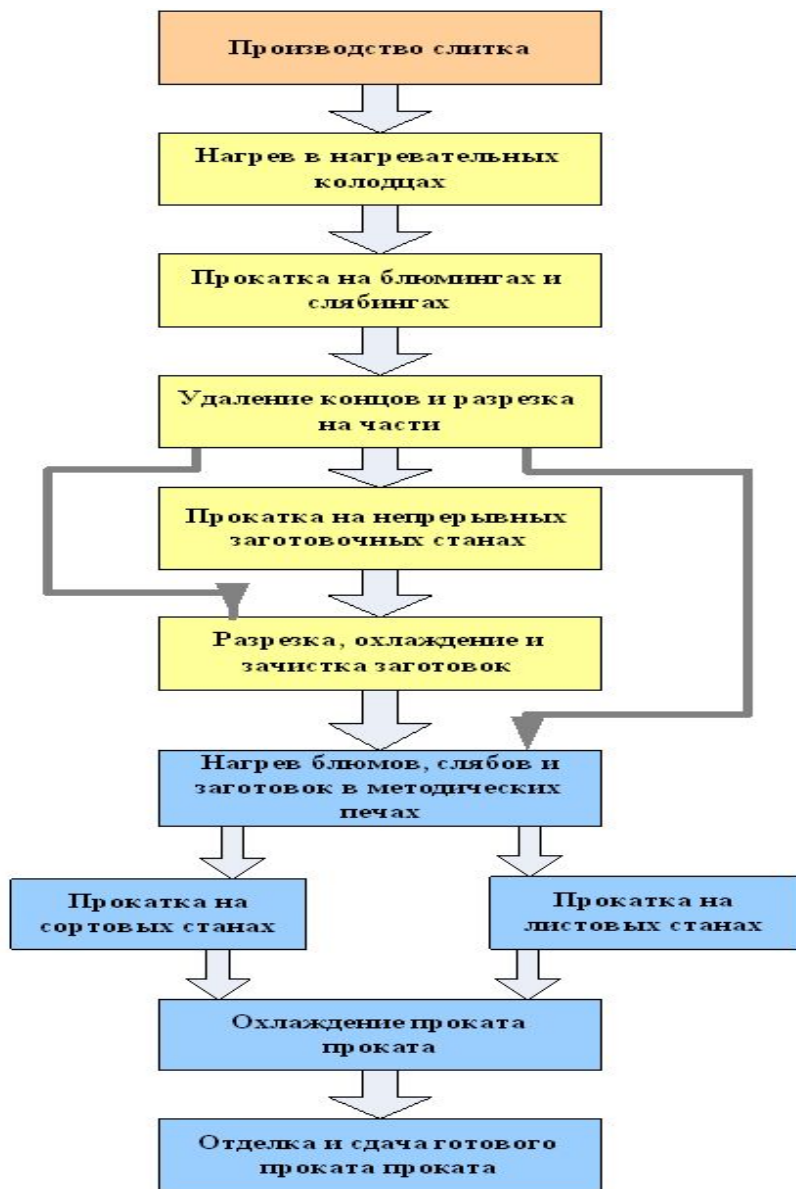 Производство слитка
Нагрев в нагревательных
колодцах
Прокатка на блюмингах и
слябингах
Удаление концов и разрезка
на части
Прокатка на непрерывных
заготовочных станах
Разрезка, охлаждение и
зачистка заготовок
Нагрев блюмов, слябов и
заготовок в методических
печах
Прокатка на
сортовых станах
Прокатка на
листовых станах
Охлаждение проката
проката
Отделка и сдача готового
проката проката